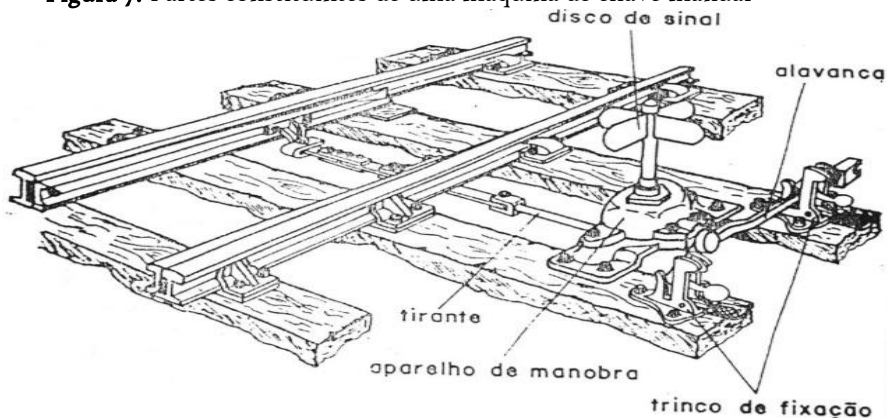 disco de sinal
alavanca
tirante
aparelho de manobra
trinco de fixação